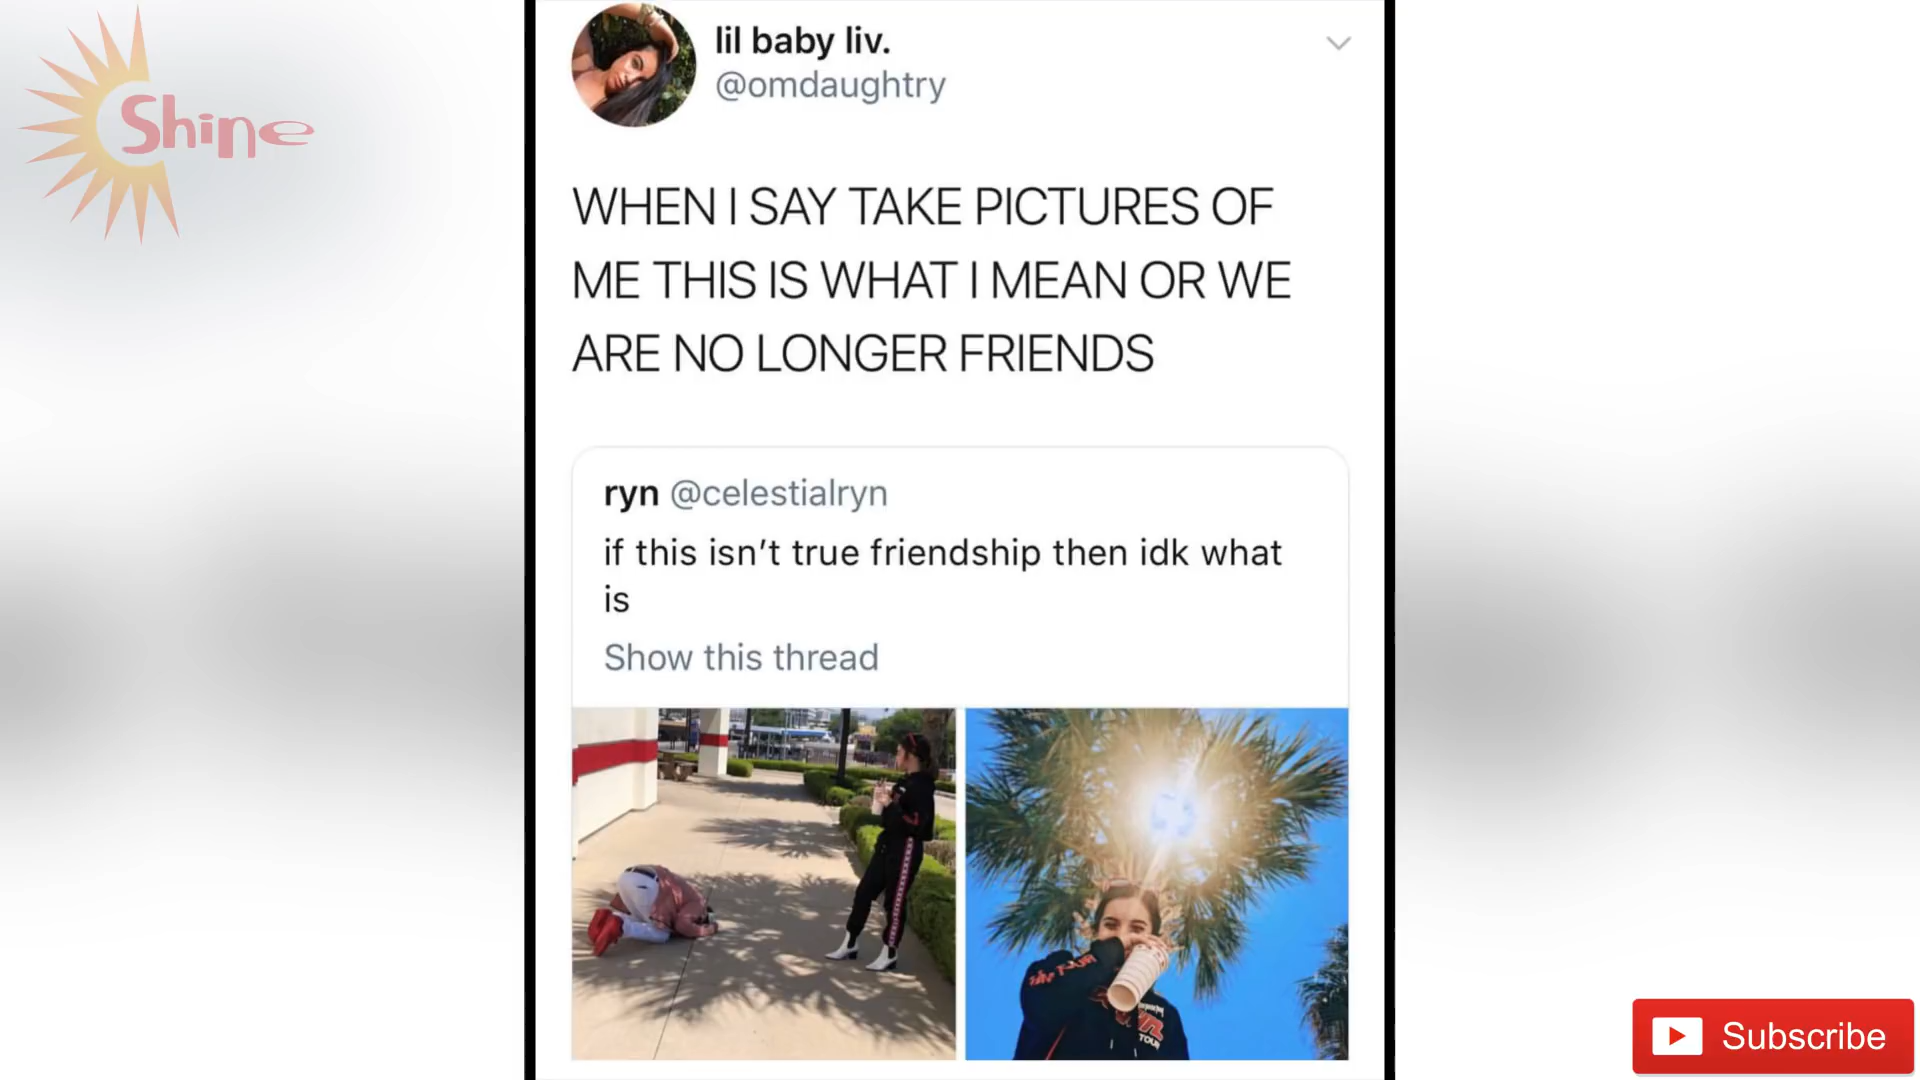 Shine
lil baby liv.
@omdaughtry
WHEN I SAY TAKE PICTURES OF
ME THIS IS WHAT I MEAN OR WE
ARE NO LONGER FRIENDS
ryn @celestialryn
if this isn’t true friendship then idk what
is
Show this thread
TOUR
Subscribe